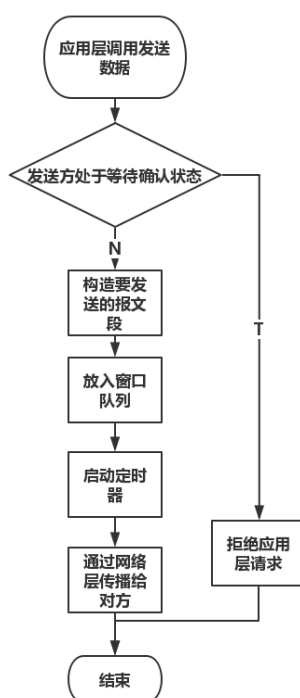 应用层调用发送
数据
发送方处于等待确认状态
N
构造要发
送的报文
段
T
放入窗口
队列
启动定时
器
通过网络
层传播给
对方
拒绝应用
层请求
结束